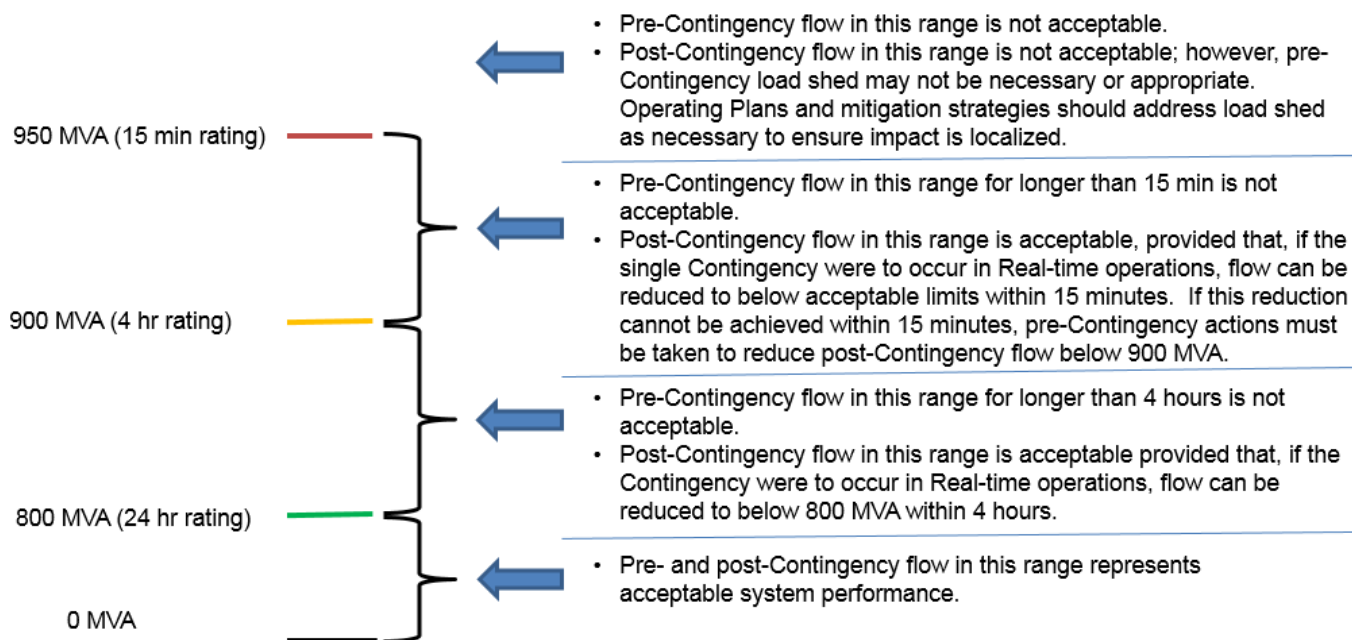 • Pre-Contingency flow in this range is not acceptable.
• Post-Contingency flow in this range is not acceptable; however, pre-
Contingency load shed may not be necessary or appropriate.
Operating Plans and mitigation strategies should address load shed
as necessary to ensure impact is localized.
950 MVA (15 min rating)
• Pre-Contingency flow in this range for longer than 15 min is not
acceptable.
• Post-Contingency flow in this range is acceptable, provided that, if the
single Contingency were to occur in Real-time operations, flow can be
reduced to below acceptable limits within 15 minutes.  If this reduction
cannot be achieved within 15 minutes, pre-Contingency actions must
be taken to reduce post-Contingency flow below 900 MVA.
900 MVA (4 hr rating)
• Pre-Contingency flow in this range for longer than 4 hours is not
acceptable.
• Post-Contingency flow in this range is acceptable provided that, if the
Contingency were to occur in Real-time operations, flow can be
reduced to below 800 MVA within 4 hours.
800 MVA (24 hr rating)
• Pre- and post-Contingency flow in this range represents
acceptable system performance.
0 MVA